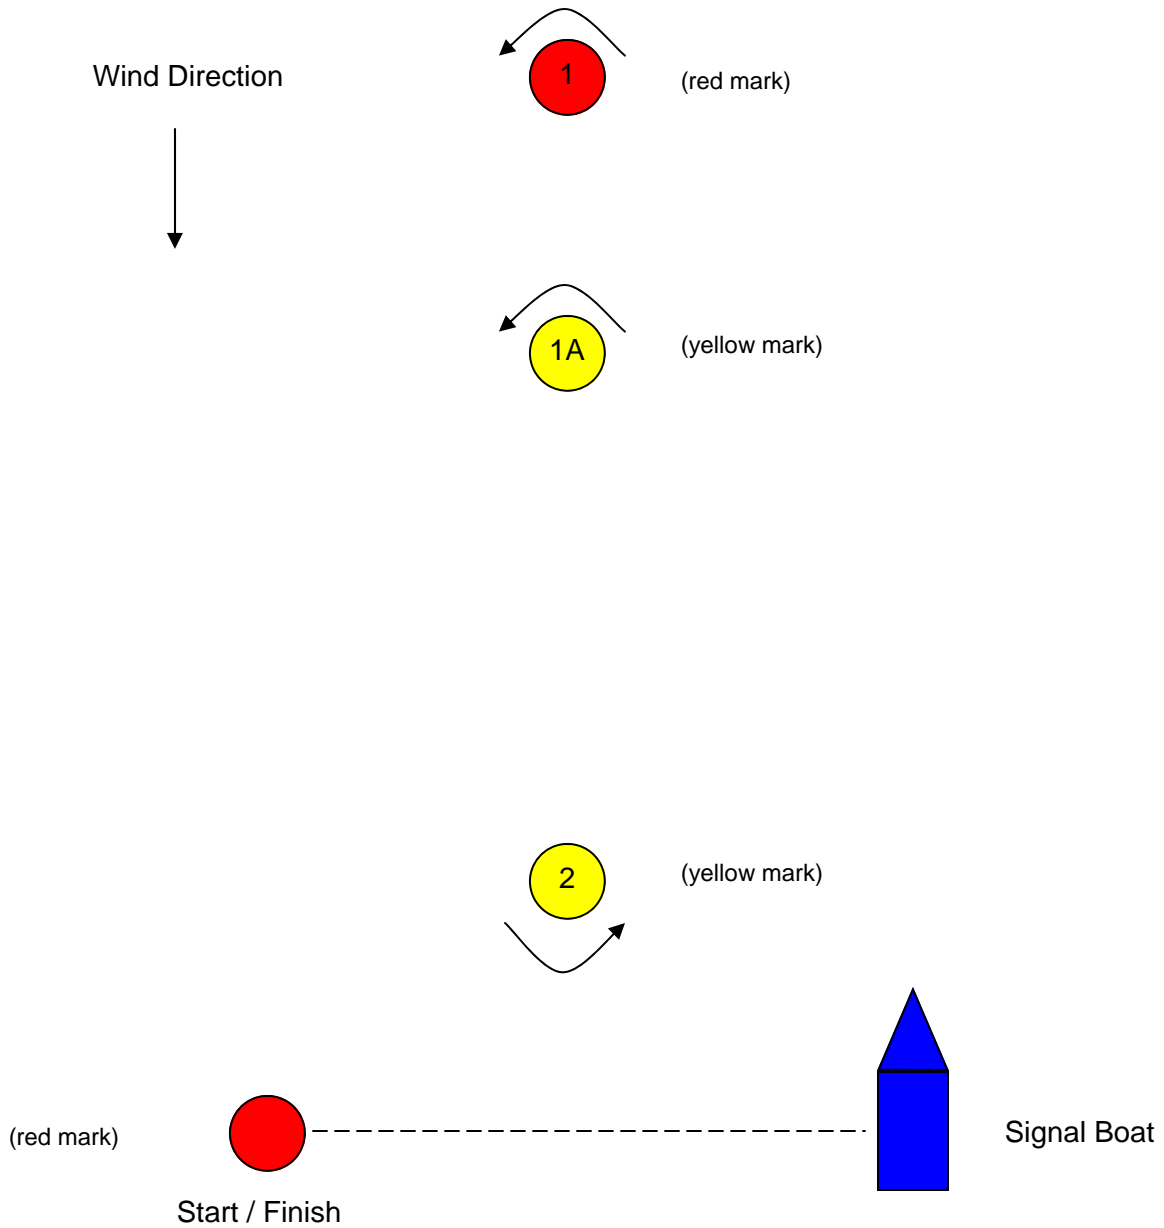 1
Wind Direction
(red mark)
1A
(yellow mark)
2
(yellow mark)
(red mark)
Signal Boat
Start / Finish